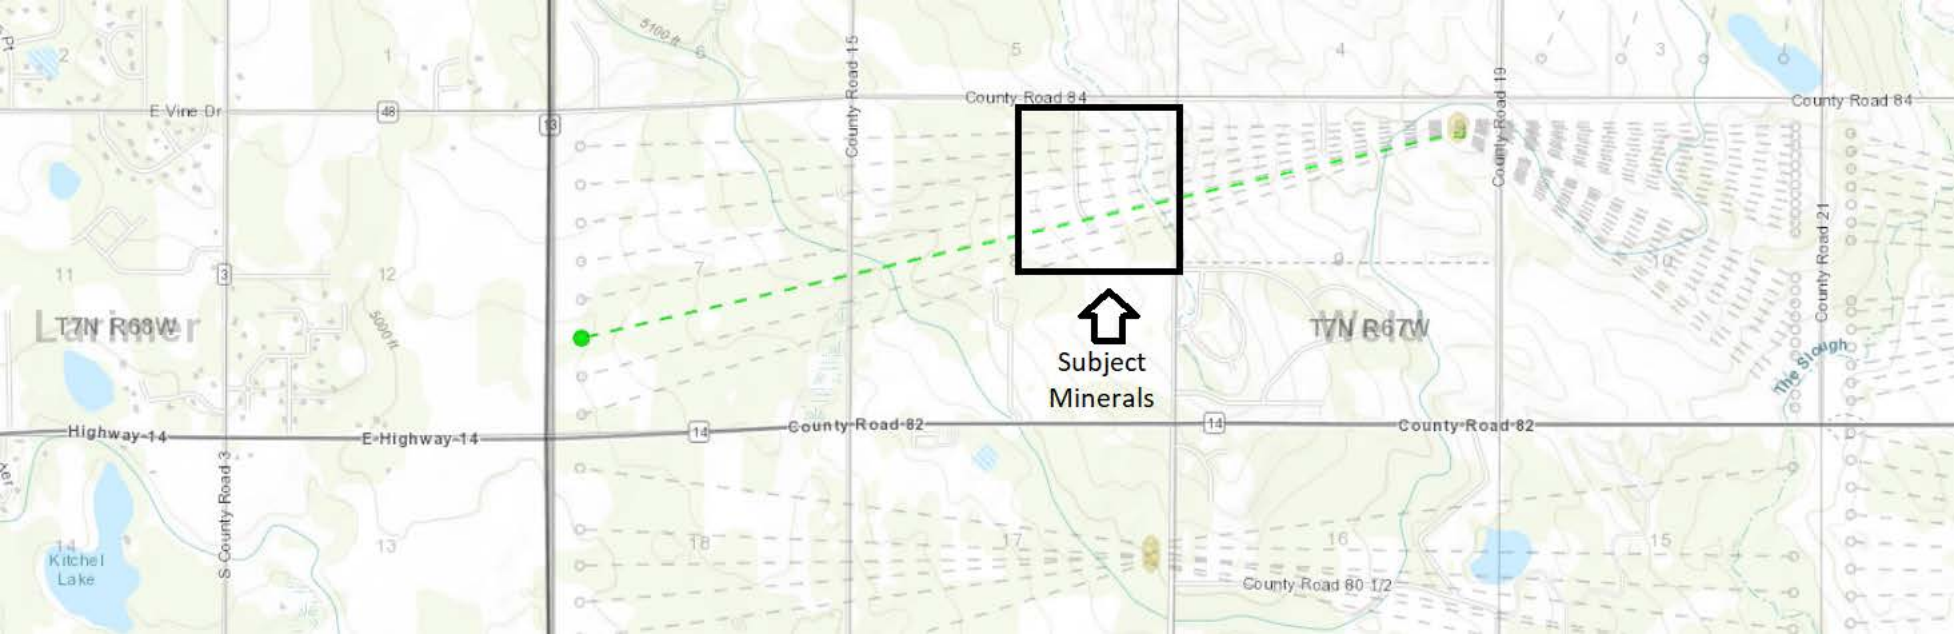 Pt
2
1
5100 ft
6
County Road 15
5
4
County Road 19
3
E Vine Dr
48
13
County Road 84
County Road 84
11
3
12
7
8
9
10
County Road 21
Larimer
T7N R68W
5000 ft
Weld
T7N R67W
The Slough
Subject
Minerals
Highway 14
E Highway 14
14
County Road 82
14
County Road 82
S County Road 3
14
Kitchel
Lake
13
18
17
16
15
County Road 80 1/2